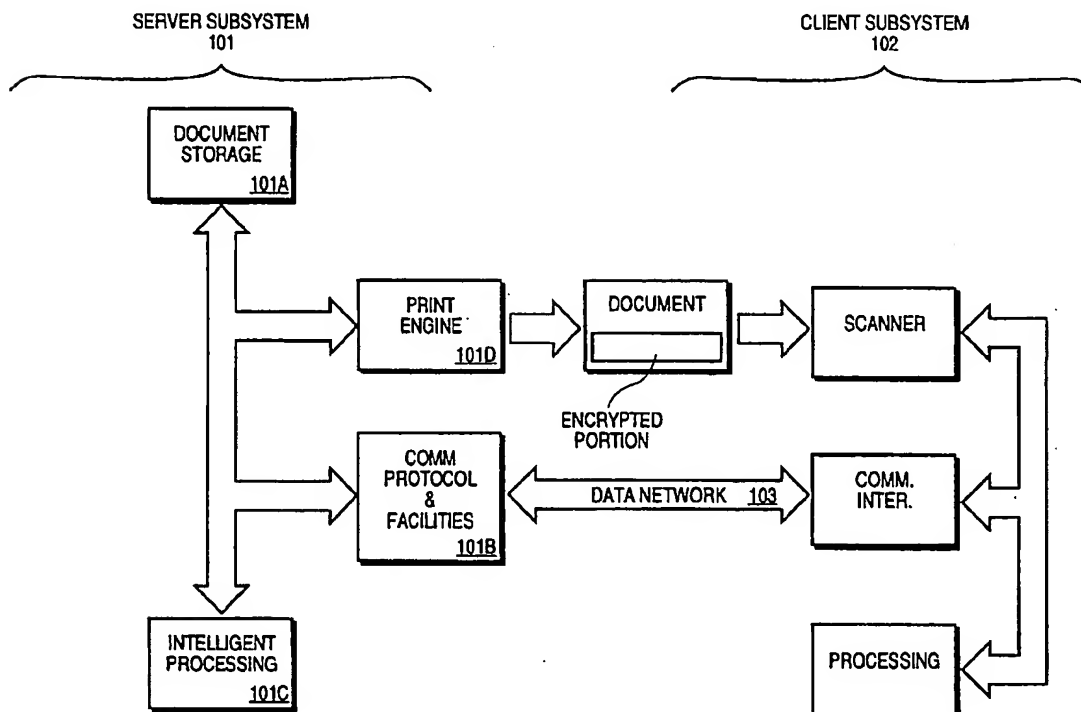 SERVER SUBSYSTEM
101
CLIENT SUBSYSTEM
102
DOCUMENT
STORAGE
101A
PRINT
ENGINE
101D
DOCUMENT
SCANNER
ENCRYPTED
PORTION
COMM
PROTOCOL
&
FACILITIES
101B
DATA NETWORK 103
COMM.
INTER.
INTELLIGENT
PROCESSING
101C
PROCESSING